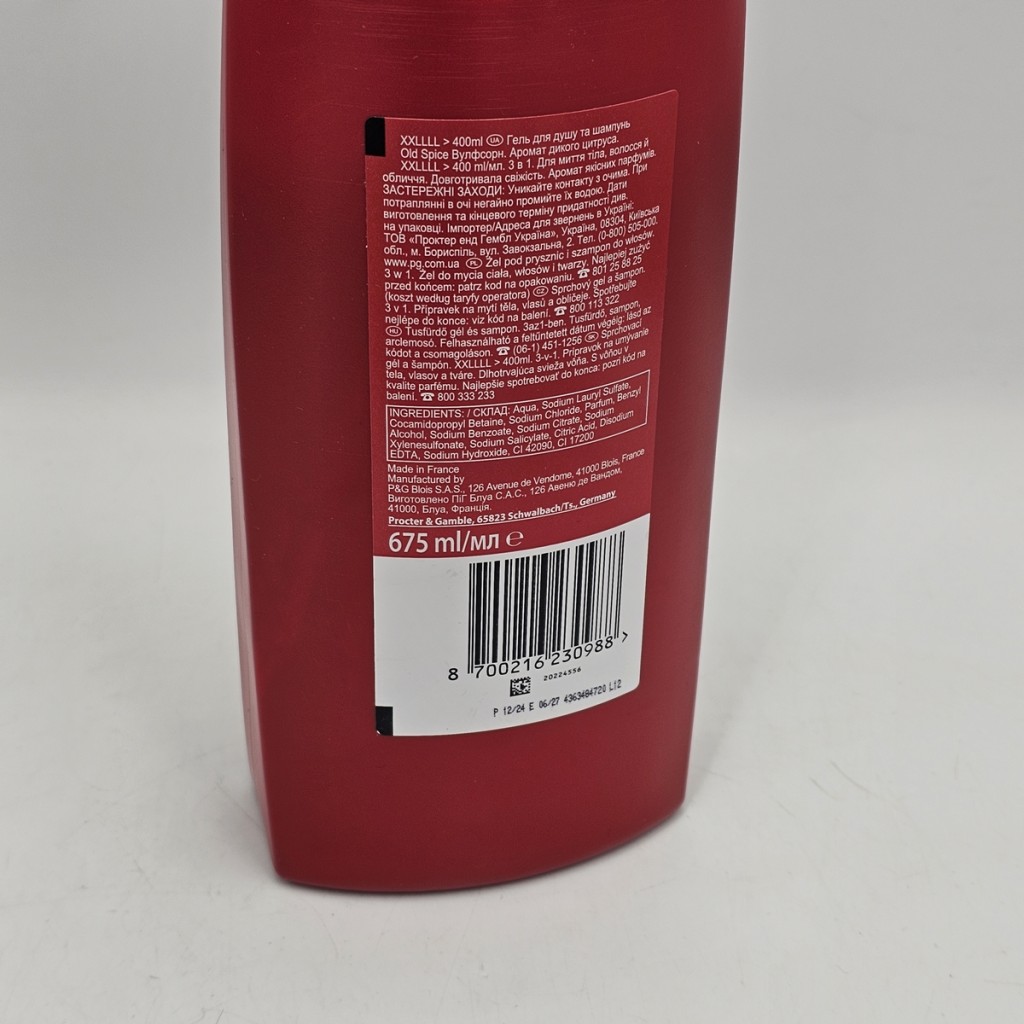 XXLLLL > 400ml UA Гель для душу та шампунь
Old Spice Вулфсорн. Аромат дикого цитруса.
XXLLLL > 400 ml/мл. 3 в 1. Для миття тіла, волосся й
обличчя. Довготривала свіжість. Аромат якісних парфумів.
ЗАСТЕРЕЖНІ ЗАХОДИ: Уникайте контакту з очима. При
потраплянні в очі негайно промийте їх водою. Дати
виготовлення та кінцевого терміну придатності див.
на упаковці. Імпортер/Адреса для звернень в Україні:
ТОВ «Проктер енд Гембл Україна», Україна, 08304, Київська
обл., м. Бориспіль, вул. Завокзальна, 2. Тел. (0-800) 505-000.
www.pg.com.ua PL Żel pod prysznic i szampon do włosów.
3 w 1. Żel do mycia ciała, włosów i twarzy. Najlepiej zużyć
przed końcem: patrz kod na opakowaniu. ☎ 801 25 88 25
(koszt według taryfy operatora) CZ Sprchový gel a šampon.
3 v 1. Přípravek na mytí těla, vlasů a obličeje. Spotřebujte
nejlépe do konce: viz kód na balení. ☎ 800 113 322
HU Tusfürdő gél és sampon. 3az1-ben. Tusfürdő, sampon,
arclemosó. Felhasználható a feltüntetett dátum végéig: lásd az
kódot a csomagoláson. ☎ (06-1) 451-1256 SK Sprchovací
gél a šampón. XXLLLL > 400ml. 3-v-1. Prípravok na umývanie
tela, vlasov a tváre. Dlhotrvajúca svieža vôňa. S vôňou v
kvalite parfému. Najlepšie spotrebovať do konca: pozri kód na
balení. ☎ 800 333 233
INGREDIENTS: / СКЛАД: Aqua, Sodium Lauryl Sulfate,
Cocamidopropyl Betaine, Sodium Chloride, Parfum, Benzyl
Alcohol, Sodium Benzoate, Sodium Citrate, Sodium
Xylenesulfonate, Sodium Salicylate, Citric Acid, Disodium
EDTA, Sodium Hydroxide, CI 42090, CI 17200
Made in France
Manufactured by
P&G Blois S.A.S., 126 Avenue de Vendome, 41000 Blois, France
Виготовлено ПіГ Блуа С.А.С., 126 Авеню де Вандом,
41000, Блуа, Франція.
Procter & Gamble, 65823 Schwalbach/Ts., Germany
675 ml/мл ℮
8 700216 230988 >
20224556
P 12/24 E 06/27 4363484720 L12